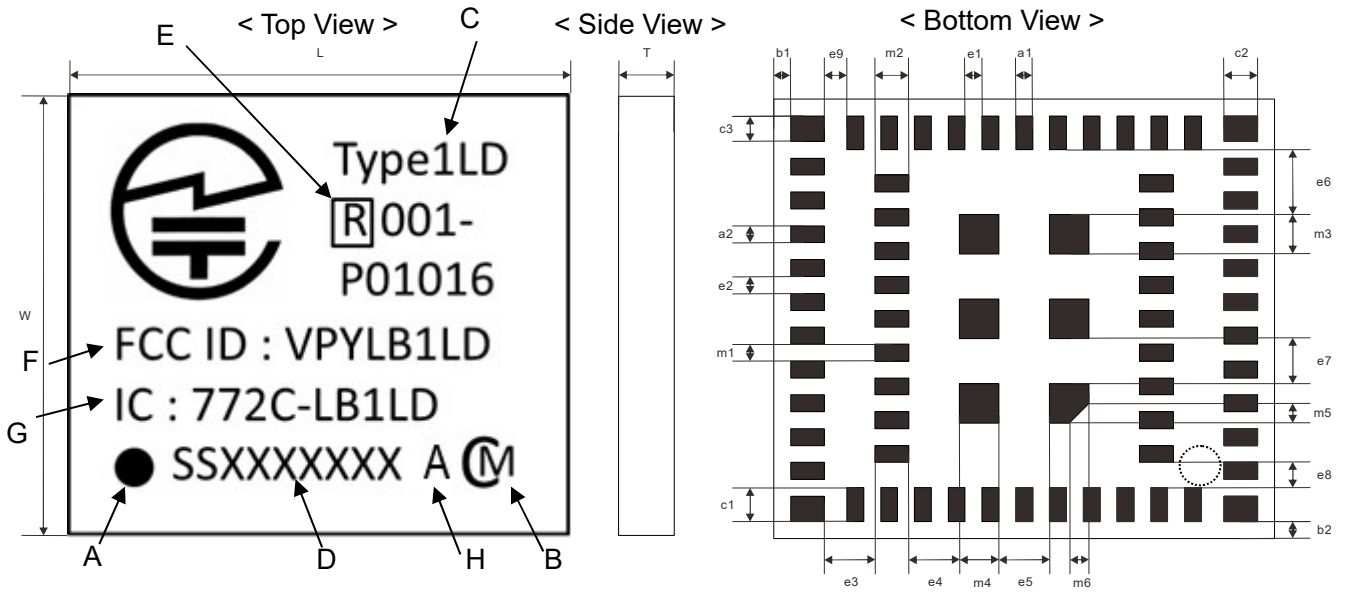 < Top View >
< Side View >
< Bottom View >
E
C
L
T
b1
e9
m2
e1
a1
c2
W
c3
a2
e2
m1
c1
e6
m3
e7
m5
e8
b2
e3
e4
m4
e5
m6
Type1LD
R 001-
P01016
FCC ID : VPYLB1LD
IC : 772C-LB1LD
SSXXXXXXX A CM
F
G
A
D
H
B